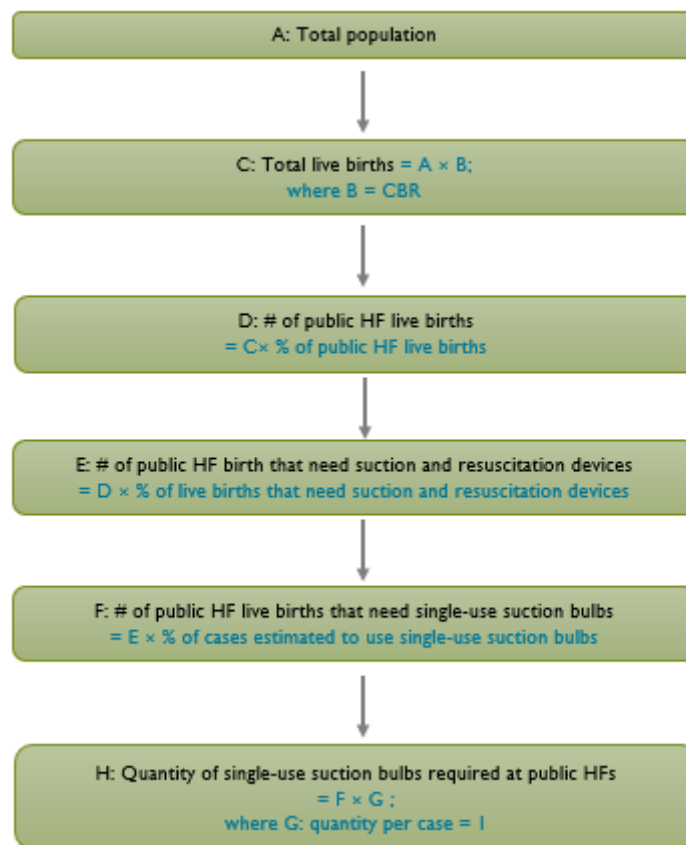 A: Total population
C: Total live births = A × B;
where B = CBR
D: # of public HF live births
= C× % of public HF live births
E: # of public HF birth that need suction and resuscitation devices
= D × % of live births that need suction and resuscitation devices
F: # of public HF live births that need single-use suction bulbs
= E × % of cases estimated to use single-use suction bulbs
H: Quantity of single-use suction bulbs required at public HFs
= F × G ;
where G: quantity per case = 1